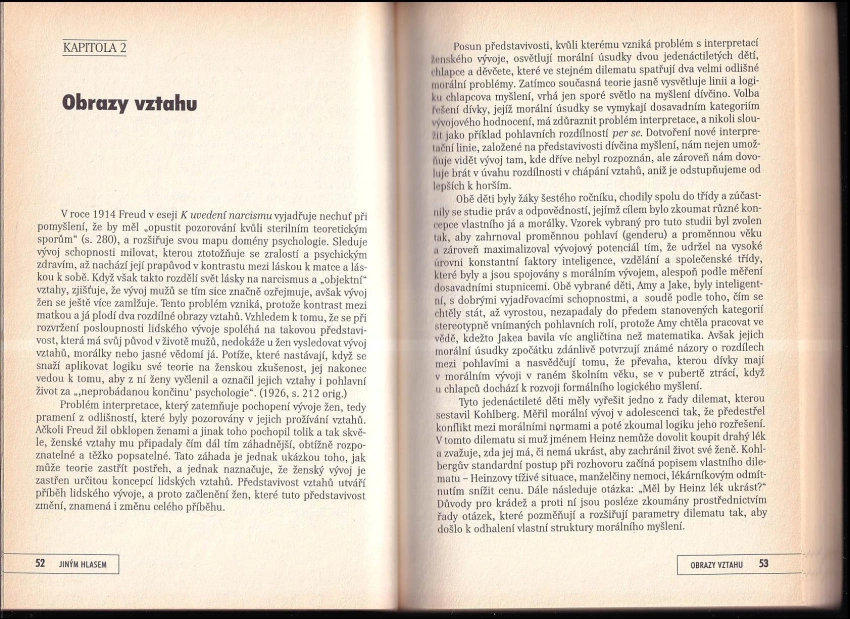 KAPITOLA 2
Obrazy vztahu
V roce 1914 Freud v eseji K uvedení narcismu vyjadřuje nechuť při
pomyšlení, že by měl „opustit pozorování kvůli sterilním teoretickým
sporům“ (s. 280), a rozšiřuje svou mapu domény psychologie. Sleduje
vývoj schopnosti milovat, kterou ztotožňuje se zralostí a psychickým
zdravím, až nachází její prapůvod v kontrastu mezi láskou k matce a lás-
kou k sobě. Když však takto rozdělí svět lásky na narcismus a „objektní“
vztahy, zjišťuje, že vývoj mužů se tím sice značně ozřejmuje, avšak vývoj
žen se ještě více zamlžuje. Tento problém vzniká, protože kontrast mezi
matkou a já plodí dva rozdílné obrazy vztahů. Vzhledem k tomu, že se při
rozvržení posloupnosti lidského vývoje spoléhá na takovou představi-
vost, která má svůj původ v životě mužů, nedokáže u žen vysledovat vývoj
vztahů, morálky nebo jasné vědomí já. Potíže, které nastávají, když se
snaží aplikovat logiku své teorie na ženskou zkušenost, jej nakonec
vedou k tomu, aby z ní ženy vyčlenil a označil jejich vztahy i pohlavní
život za „‚neprobádanou končinu‘ psychologie“. (1926, s. 212 orig.)
Problém interpretace, který zatemňuje pochopení vývoje žen, tedy
pramení z odlišností, které byly pozorovány v jejich prožívání vztahů.
Ačkoli Freud žil obklopen ženami a jinak toho pochopil tolik a tak skvě-
le, ženské vztahy mu připadaly čím dál tím záhadnější, obtížně rozpo-
znatelné a těžko popsatelné. Tato záhada je jednak ukázkou toho, jak
může teorie zastřít postřeh, a jednak naznačuje, že ženský vývoj je
zastřen určitou koncepcí lidských vztahů. Představivost vztahů utváří
příběh lidského vývoje, a proto začlenění žen, které tuto představivost
změní, znamená i změnu celého příběhu.
52 JINÝM HLASEM
Posun představivosti, kvůli kterému vzniká problém s interpretací
ženského vývoje, osvětlují morální úsudky dvou jedenáctiletých dětí,
chlapce a děvčete, které ve stejném dilematu spatřují dva velmi odlišné
morální problémy. Zatímco současná teorie jasně vysvětluje linii a logi-
ku chlapcova myšlení, vrhá jen sporé světlo na myšlení dívčino. Volba
řešení dívky, jejíž morální úsudky se vymykají dosavadním kategoriím
vývojového hodnocení, má zdůraznit problém interpretace, a nikoli slou-
žit jako příklad pohlavních rozdílností per se. Dotvoření nové interpre-
tační linie, založené na představivosti dívčina myšlení, nám nejen umož-
ňuje vidět vývoj tam, kde dříve nebyl rozpoznán, ale zároveň nám dovo-
luje brát v úvahu rozdílnosti v chápání vztahů, aniž je odstupňujeme od
lepších k horším.
Obě děti byly žáky šestého ročníku, chodily spolu do třídy a zúčast-
nily se studie práv a odpovědností, jejímž cílem bylo zkoumat různé kon-
cepce vlastního já a morálky. Vzorek vybraný pro tuto studii byl zvolen
tak, aby zahrnoval proměnnou pohlaví (genderu) a proměnnou věku
a zároveň maximalizoval vývojový potenciál tím, že udržel na vysoké
úrovni konstantní faktory inteligence, vzdělání a společenské třídy,
které byly a jsou spojovány s morálním vývojem, alespoň podle měření
dosavadními stupnicemi. Obě vybrané děti, Amy a Jake, byly inteligent-
ní, s dobrými vyjadřovacími schopnostmi, a soudě podle toho, čím se
chtěly stát, až vyrostou, nezapadaly do předem stanovených kategorií
stereotypně vnímaných pohlavních rolí, protože Amy chtěla pracovat ve
vědě, kdežto Jakea bavila víc angličtina než matematika. Avšak jejich
morální úsudky zpočátku zdánlivě potvrzují známé názory o rozdílech
mezi pohlavími a nasvědčují tomu, že převaha, kterou dívky mají
v morálním vývoji v raném školním věku, se v pubertě ztrácí, když
u chlapců dochází k rozvoji formálního logického myšlení.
Tyto jedenáctileté děti měly vyřešit jedno z řady dilemat, kterou
sestavil Kohlberg. Měřil morální vývoj v adolescenci tak, že předestřel
konflikt mezi morálními normami a poté zkoumal logiku jeho rozřešení.
V tomto dilematu si muž jménem Heinz nemůže dovolit koupit drahý lék
a zvažuje, zda jej má, či nemá ukrást, aby zachránil život své ženě. Kohl-
bergův standardní postup při rozhovoru začíná popisem vlastního dile-
matu – Heinzovy tíživé situace, manželčiny nemoci, lékárníkovým odmít-
nutím snížit cenu. Dále následuje otázka: „Měl by Heinz lék ukrást?“
Důvody pro krádež a proti ní jsou posléze zkoumány prostřednictvím
řady otázek, které pozměňují a rozšiřují parametry dilematu tak, aby
došlo k odhalení vlastní struktury morálního myšlení.
OBRAZY VZTAHU 53